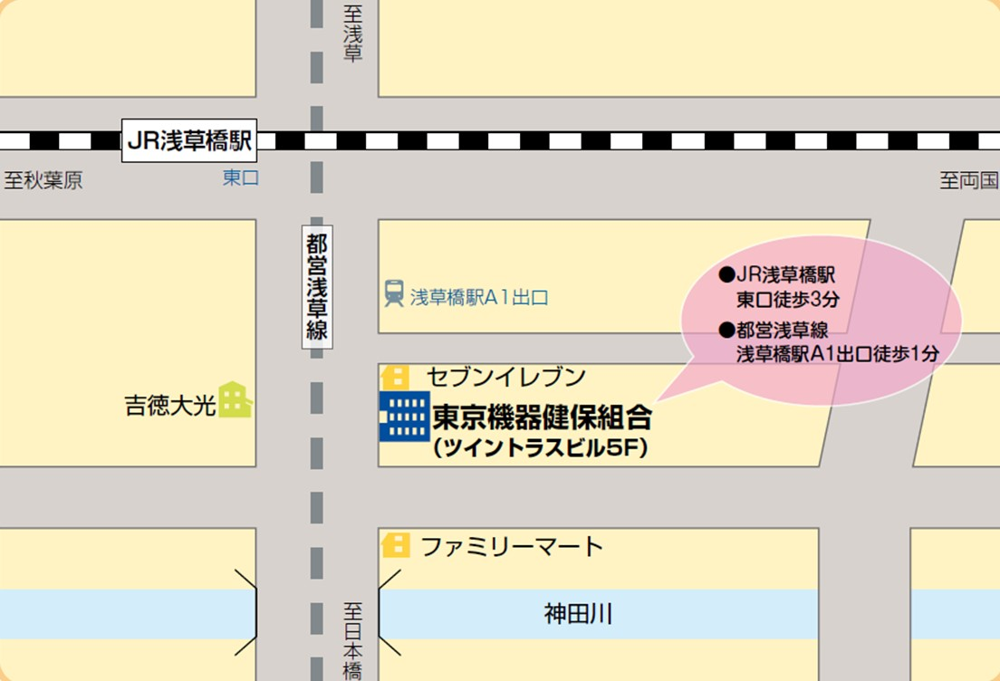 至浅草
JR浅草橋駅
至秋葉原
東口
至両国
都営浅草線
浅草橋駅A1出口
●JR浅草橋駅
東口徒歩3分
●都営浅草線
浅草橋駅A1出口徒歩1分
セブンイレブン
吉徳大光
東京機器健保組合
(ツイントラスビル5F)
ファミリーマート
神田川
至日本橋